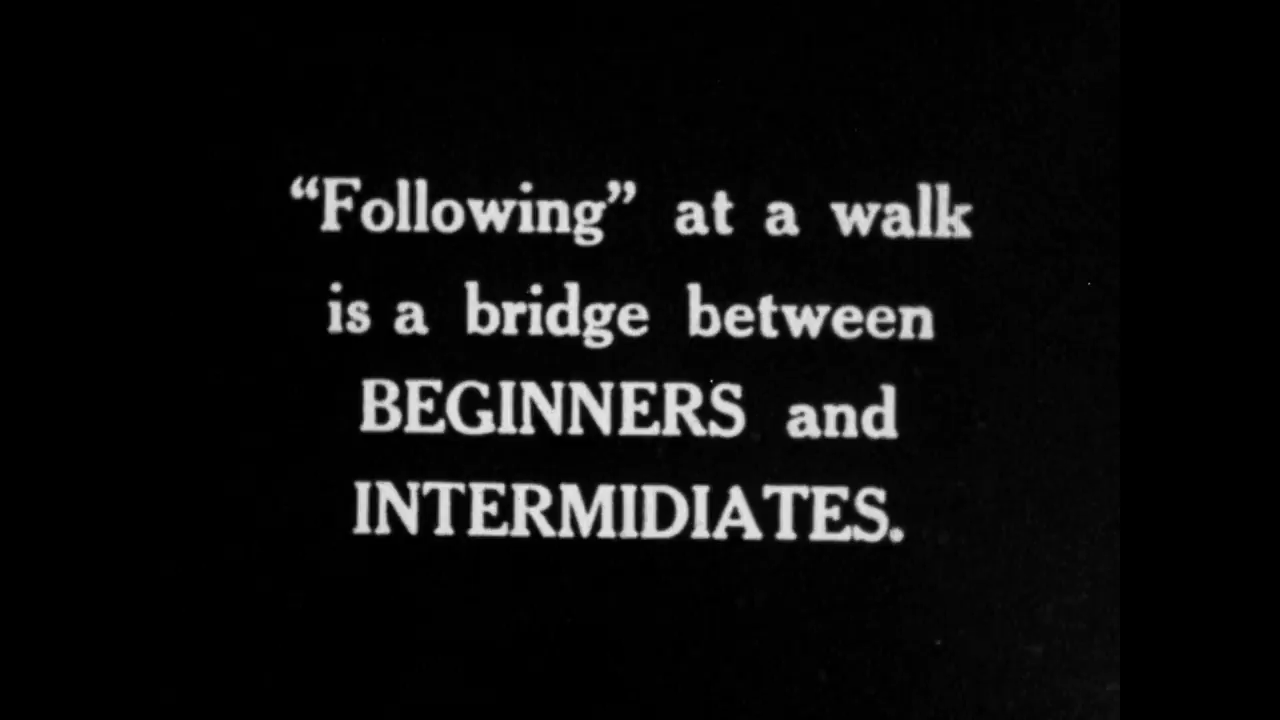 “Following” at a walk
is a bridge between
BEGINNERS and
INTERMIDIATES.